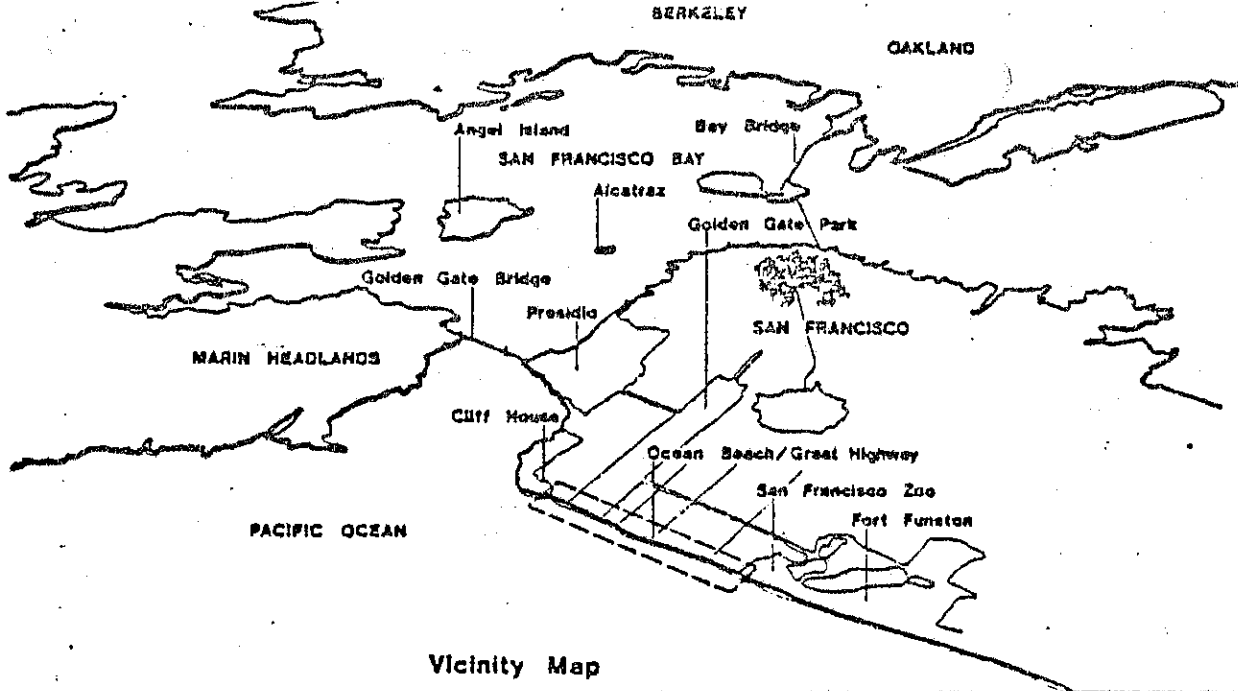 BERKELEY
OAKLAND
Angel Island
Bay Bridge
SAN FRANCISCO BAY
Alcatraz
Golden Gate Park
Golden Gate Bridge
Presidio
SAN FRANCISCO
MARIN HEADLANDS
Cliff House
Ocean Beach/Great Highway
San Francisco Zoo
Fort Funston
PACIFIC OCEAN
Vicinity Map